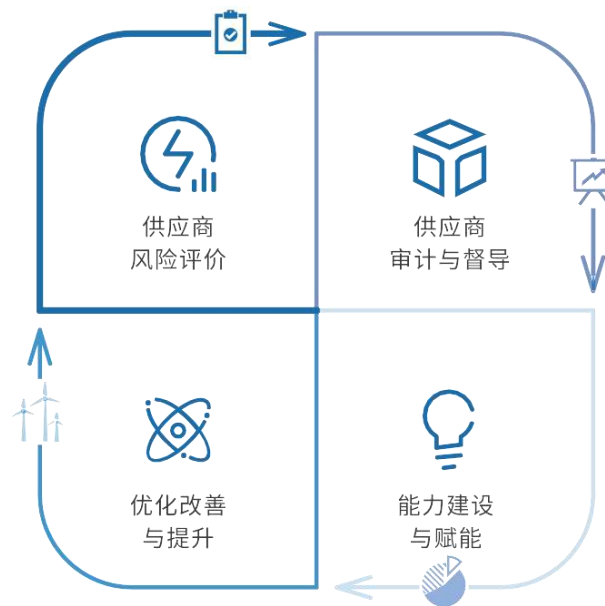 供应商
风险评价
供应商
审计与督导
优化改善
与提升
能力建设
与赋能